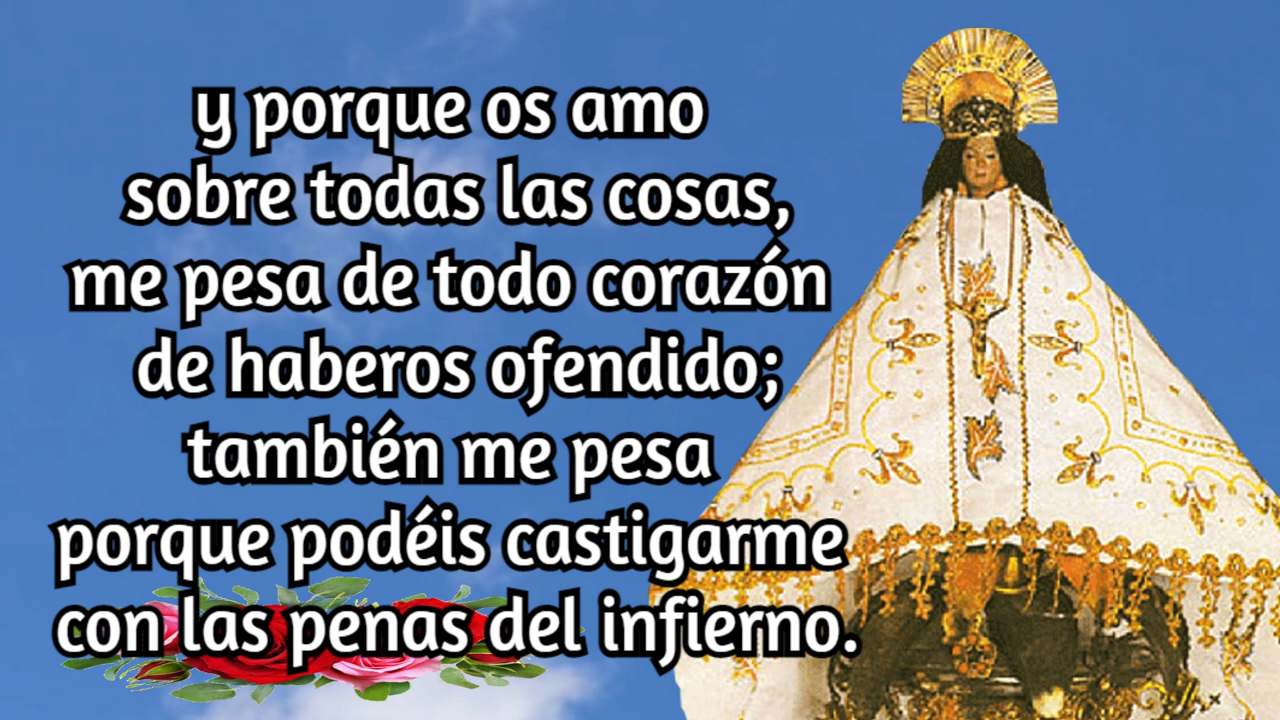 y porque os amo
sobre todas las cosas,
me pesa de todo corazón
de haberos ofendido;
también me pesa
porque podéis castigarme
con las penas del infierno.